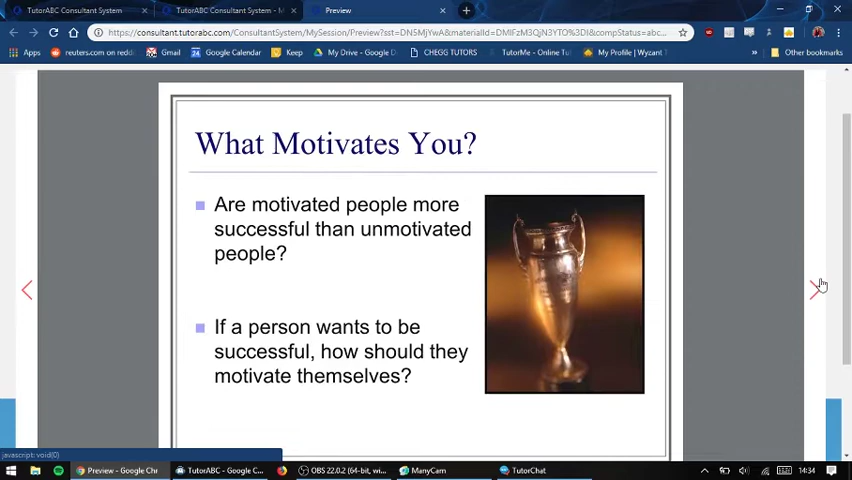 TutorABC Consultant System
TutorABC Consultant System - M
Preview
https://consultant.tutorabc.com/ConsultantSystem/MySession/Preview?sst=DN5MjYwA&materialId=DMIFzM3QjN3YTO%3DI&compStatus=abc...
Apps
reuters.com on redd
Gmail
Google Calendar
Keep
My Drive - Google D
CHEGG TUTORS
TutorMe - Online Tut
My Profile | Wyzant T
Other bookmarks
What Motivates You?
Are motivated people more
successful than unmotivated
people?
If a person wants to be
successful, how should they
motivate themselves?
javascript: void(0)
Preview - Google Chr
TutorABC - Google C...
OBS 22.0.2 (64-bit, wi...
ManyCam
TutorChat
14:34